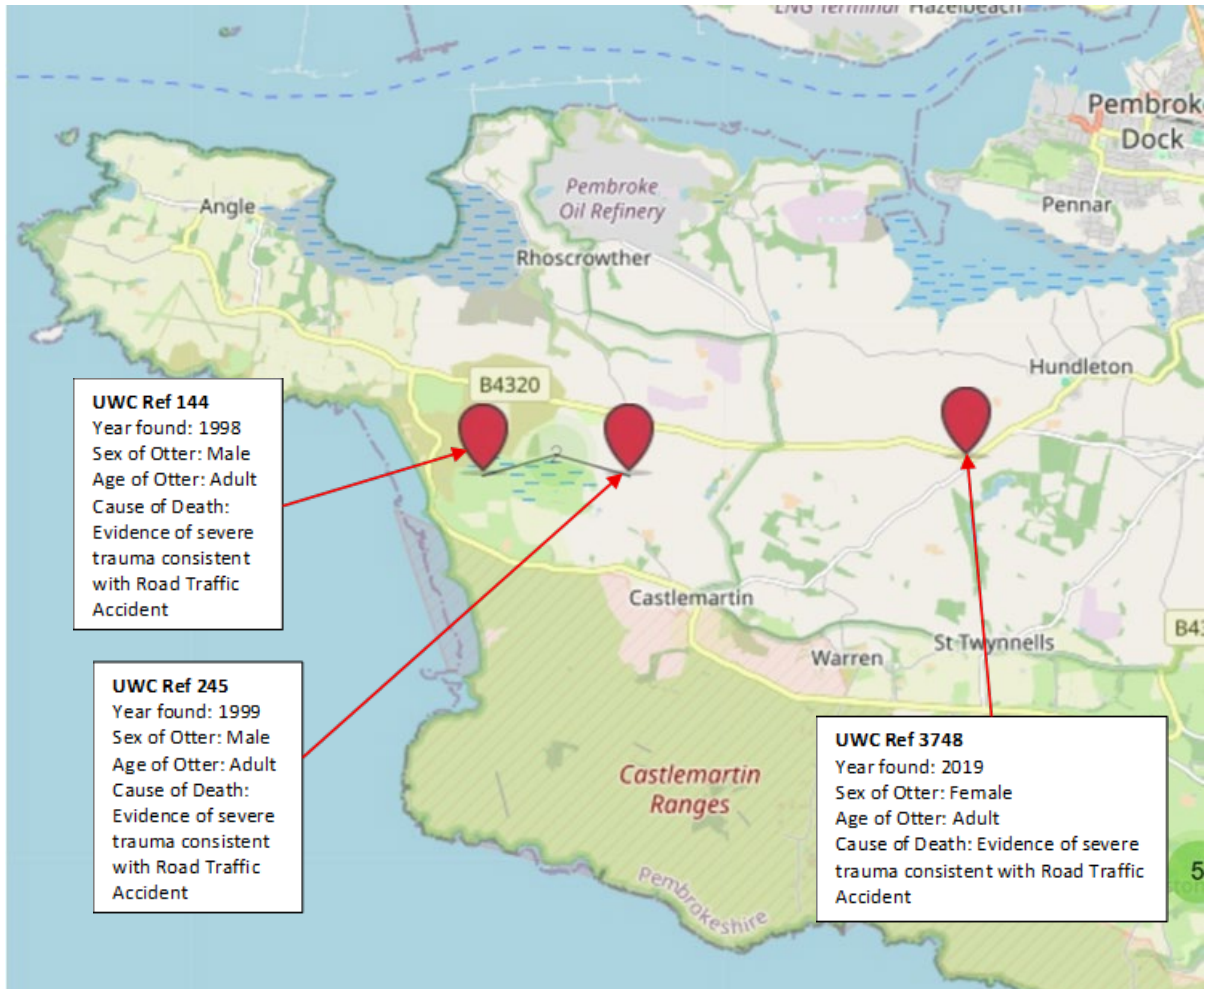 LNG Terminal
Hazelbeach
Pembrok
Dock
Pembroke
Oil Refinery
Angle
Pennar
Rhoscrowther
Hundleton
B4320
UWC Ref 144
Year found: 1998
Sex of Otter: Male
Age of Otter: Adult
Cause of Death:
Evidence of severe
trauma consistent
with Road Traffic
Accident
Castlemartin
St Twynnells
B43
Warren
UWC Ref 245
Year found: 1999
Sex of Otter: Male
Age of Otter: Adult
Cause of Death:
Evidence of severe
trauma consistent
with Road Traffic
Accident
Castlemartin
Ranges
UWC Ref 3748
Year found: 2019
Sex of Otter: Female
Age of Otter: Adult
Cause of Death: Evidence of severe
trauma consistent with Road Traffic
Accident
5
Pembrokeshire